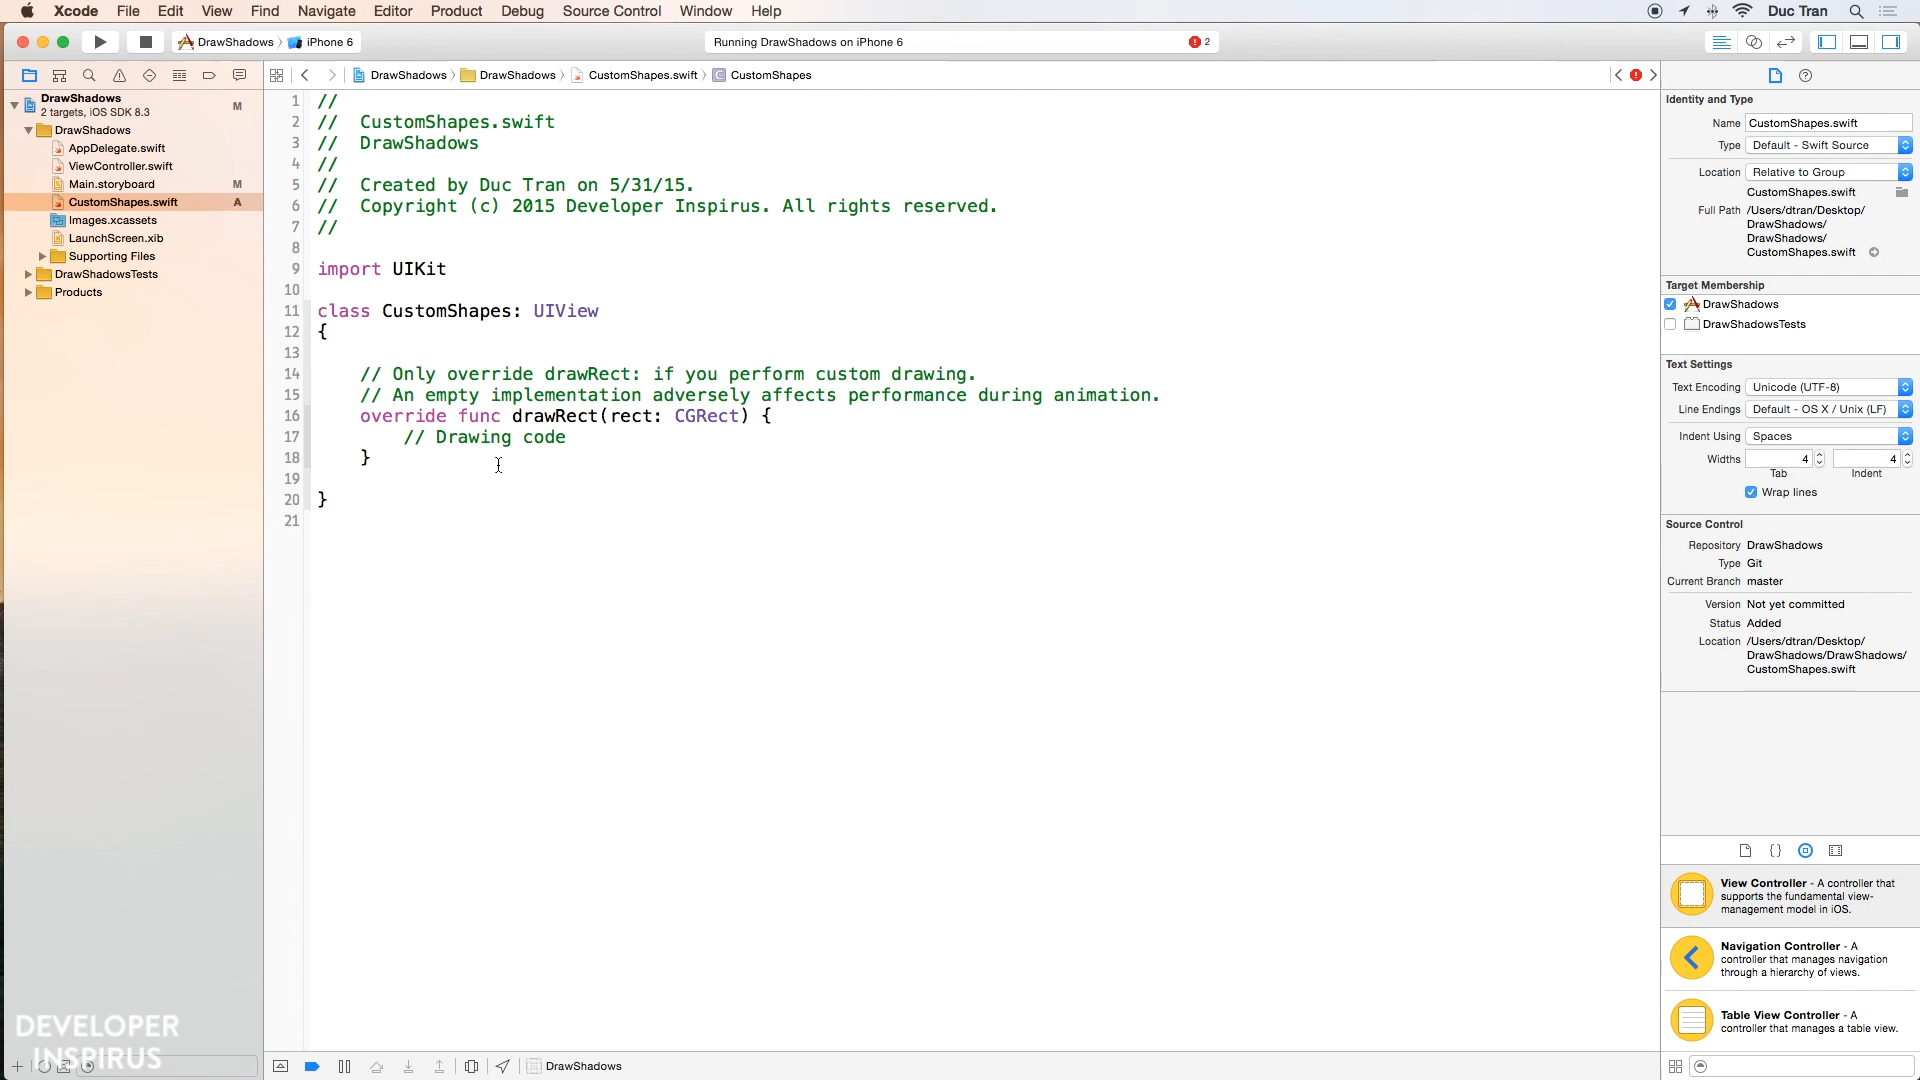 Xcode File Edit View Find Navigate Editor Product Debug Source Control Window Help Duc Tran
DrawShadows iPhone 6 Running DrawShadows on iPhone 6 2
DrawShadows DrawShadows CustomShapes.swift C CustomShapes
DrawShadows M
2 targets, iOS SDK 8.3
DrawShadows
AppDelegate.swift
ViewController.swift
Main.storyboard M
CustomShapes.swift A
Images.xcassets
LaunchScreen.xib
Supporting Files
DrawShadowsTests
Products
1 //
2 // CustomShapes.swift
3 // DrawShadows
4 //
5 // Created by Duc Tran on 5/31/15.
6 // Copyright (c) 2015 Developer Inspirus. All rights reserved.
7 //
8
9 import UIKit
10
11 class CustomShapes: UIView
12 {
13
14 // Only override drawRect: if you perform custom drawing.
15 // An empty implementation adversely affects performance during animation.
16 override func drawRect(rect: CGRect) {
17 // Drawing code
18 }
19
20 }
21
Identity and Type
Name CustomShapes.swift
Type Default - Swift Source
Location Relative to Group
CustomShapes.swift
Full Path /Users/dtran/Desktop/
DrawShadows/
DrawShadows/
CustomShapes.swift
Target Membership
DrawShadows
DrawShadowsTests
Text Settings
Text Encoding Unicode (UTF-8)
Line Endings Default - OS X / Unix (LF)
Indent Using Spaces
Widths 4 4
Tab Indent
Wrap lines
Source Control
Repository DrawShadows
Type Git
Current Branch master
Version Not yet committed
Status Added
Location /Users/dtran/Desktop/
DrawShadows/DrawShadows/
CustomShapes.swift
View Controller - A controller that
supports the fundamental view-
management model in iOS.
Navigation Controller - A
controller that manages navigation
through a hierarchy of views.
Table View Controller - A
controller that manages a table view.
DEVELOPER
INSPIRUS
DrawShadows